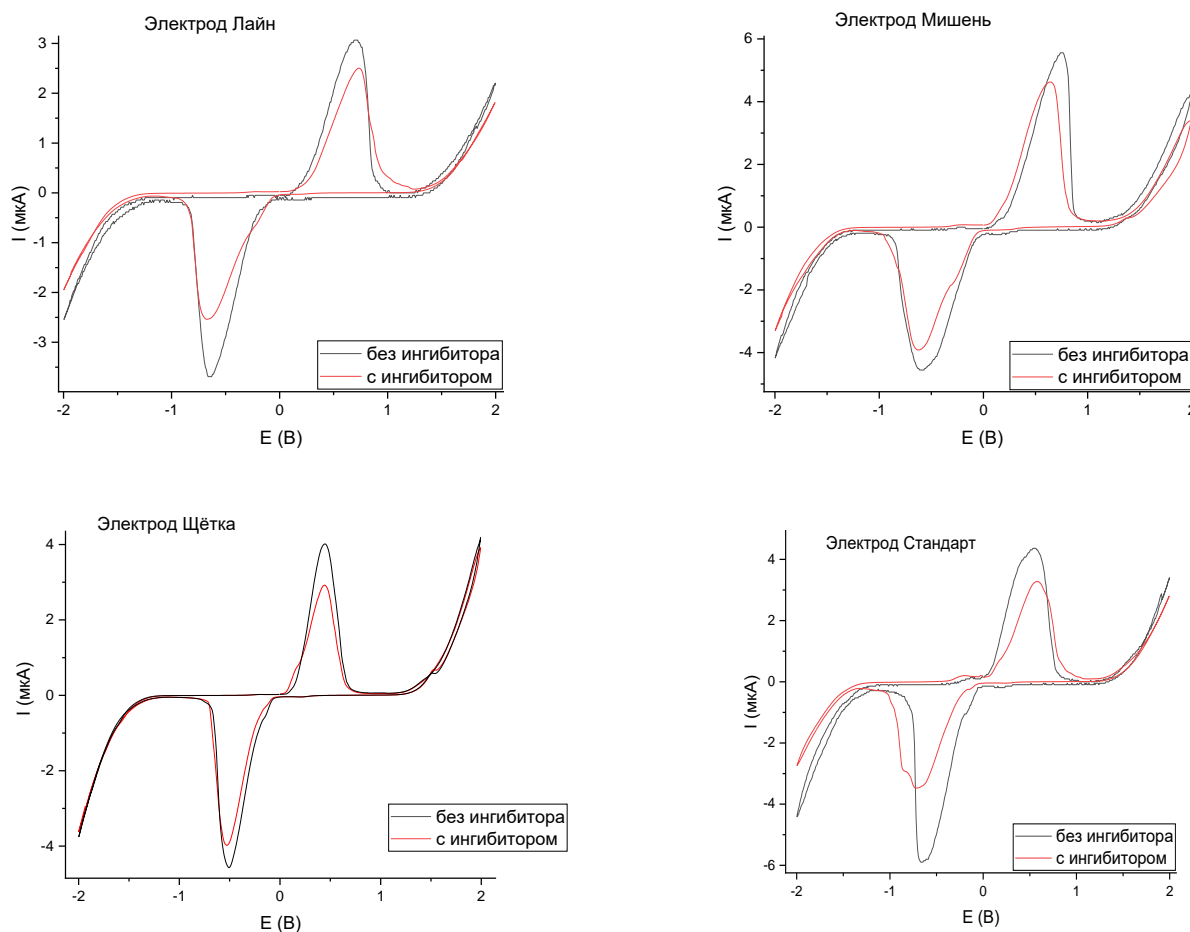 Электрод Лайн
3
2
1
0
-1
-2
-3
I (мкА)
-2 -1 0 1 2
E (В)
без ингибитора
с ингибитором
Электрод Мишень
6
4
2
0
-2
-4
I (мкА)
-2 -1 0 1 2
E (В)
без ингибитора
с ингибитором
Электрод Щётка
4
2
0
-2
-4
I (мкА)
-2 -1 0 1 2
E (В)
без ингибитора
с ингибитором
Электрод Стандарт
4
2
0
-2
-4
-6
I (мкА)
-2 -1 0 1 2
E (В)
без ингибитора
с ингибитором